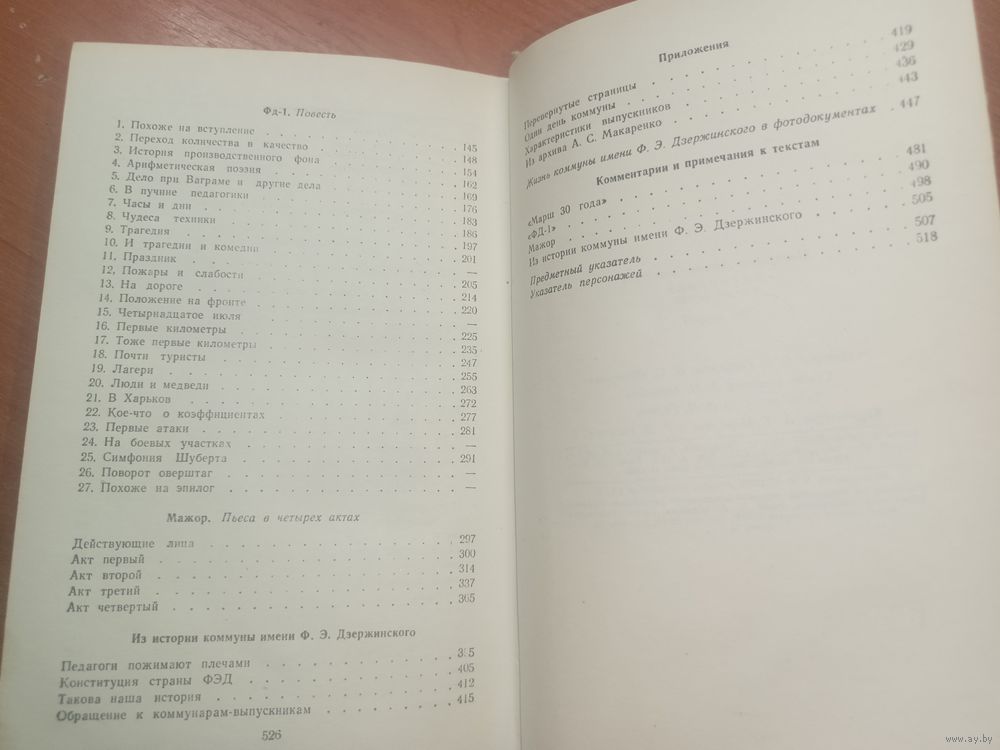 Фд-1. Повесть
1. Похоже на вступление . . . . . . . . 145
2. Переход количества в качество . . . . . . . . 148
3. История производственного фона . . . . . . . . 154
4. Арифметическая поэзия . . . . . . . . 162
5. Дело при Ваграме и другие дела . . . . . . . . 169
6. В пучине педагогики . . . . . . . . 176
7. Часы и дни . . . . . . . . 183
8. Чудеса техники . . . . . . . . 186
9. Трагедия . . . . . . . . 197
10. И трагедии и комедии . . . . . . . . 201
11. Праздник . . . . . . . . —
12. Пожары и слабости . . . . . . . . 205
13. На дороге . . . . . . . . 214
14. Положение на фронте . . . . . . . . 220
15. Четырнадцатое июля . . . . . . . . —
16. Первые километры . . . . . . . . 225
17. Тоже первые километры . . . . . . . . 235
18. Почти туристы . . . . . . . . 247
19. Лагери . . . . . . . . 255
20. Люди и медведи . . . . . . . . 263
21. В Харьков . . . . . . . . 272
22. Кое-что о коэффициентах . . . . . . . . 277
23. Первые атаки . . . . . . . . 281
24. На боевых участках . . . . . . . . —
25. Симфония Шуберта . . . . . . . . 291
26. Поворот оверштаг . . . . . . . . —
27. Похоже на эпилог . . . . . . . . —
Мажор. Пьеса в четырех актах
Действующие лица . . . . . . . . 297
Акт первый . . . . . . . . 300
Акт второй . . . . . . . . 314
Акт третий . . . . . . . . 337
Акт четвертый . . . . . . . . 365
Из истории коммуны имени Ф. Э. Дзержинского
Педагоги пожимают плечами . . . . . . . .
Конституция страны ФЭД . . . . . . . . 405
Такова наша история . . . . . . . . 412
Обращение к коммунарам-выпускникам . . . . . . . . 415
526
Приложения
Перевернутые страницы . . . . . . . . 419
Один день коммуны . . . . . . . . 429
Характеристики выпускников . . . . . . . . 436
Из архива А. С. Макаренко . . . . . . . . 443
Жизнь коммуны имени Ф. Э. Дзержинского в фотодокументах . 447
Комментарии и примечания к текстам
«Марш 30 года» . . . . . . . . 481
«ФД-1» . . . . . . . . 490
Мажор . . . . . . . . 498
Из истории коммуны имени Ф. Э. Дзержинского . . . . 505
Предметный указатель . . . . . . . . 507
Указатель персонажей . . . . . . . . 518
www.ay.by